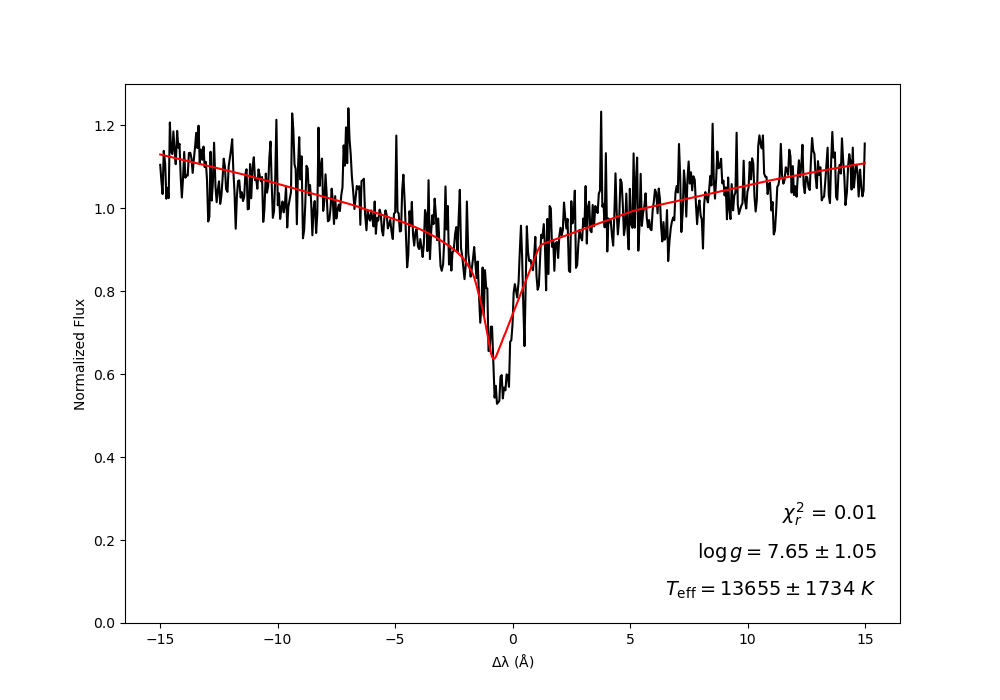 1.2
1.0
0.8
0.6
0.4
0.2
0.0
Normalized Flux
χ²ᵣ = 0.01
log g = 7.65 ± 1.05
T_eff = 13655 ± 1734 K
−15 −10 −5 0 5 10 15
Δλ (Å)